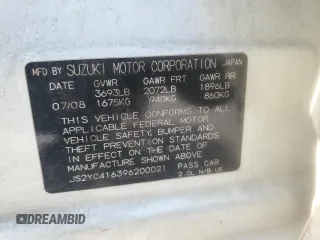 MFD BY SUZUKI MOTOR CORPORATION JAPAN
DATE GVWR GAWR FRT GAWR RR
3693LB 2072LB 1896LB
07/08 1675KG 940KG 860KG
THIS VEHICLE CONFORMS TO ALL
APPLICABLE FEDERAL MOTOR
VEHICLE SAFETY, BUMPER AND
THEFT PREVENTION STANDARDS
IN EFFECT ON THE DATE OF
MANUFACTURE SHOWN ABOVE.
JS2YC416396200021 PASS CAR
2.0L N/B US
DREAMBID